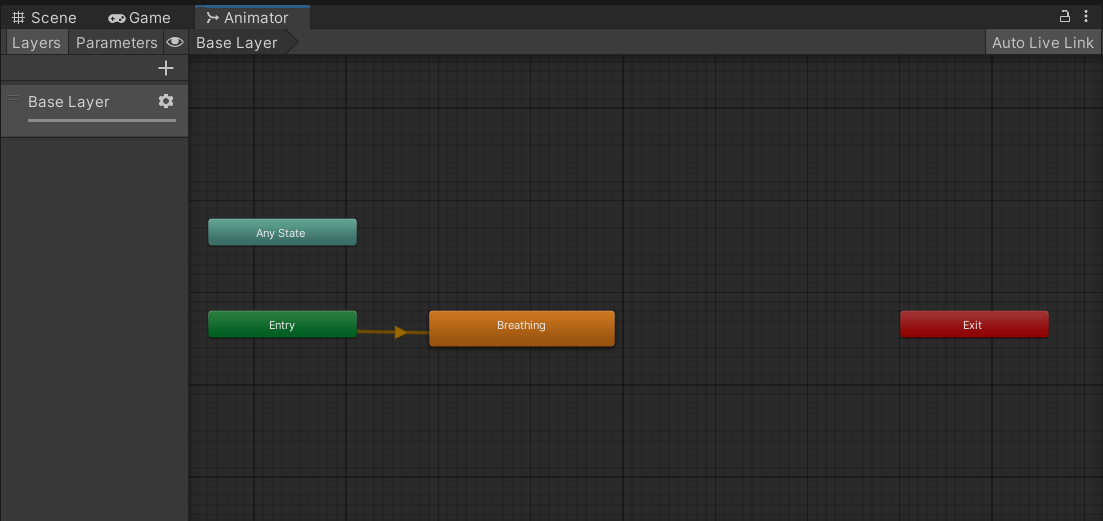 Scene Game Animator
Layers Parameters Base Layer Auto Live Link
Base Layer
Any State
Entry Breathing Exit